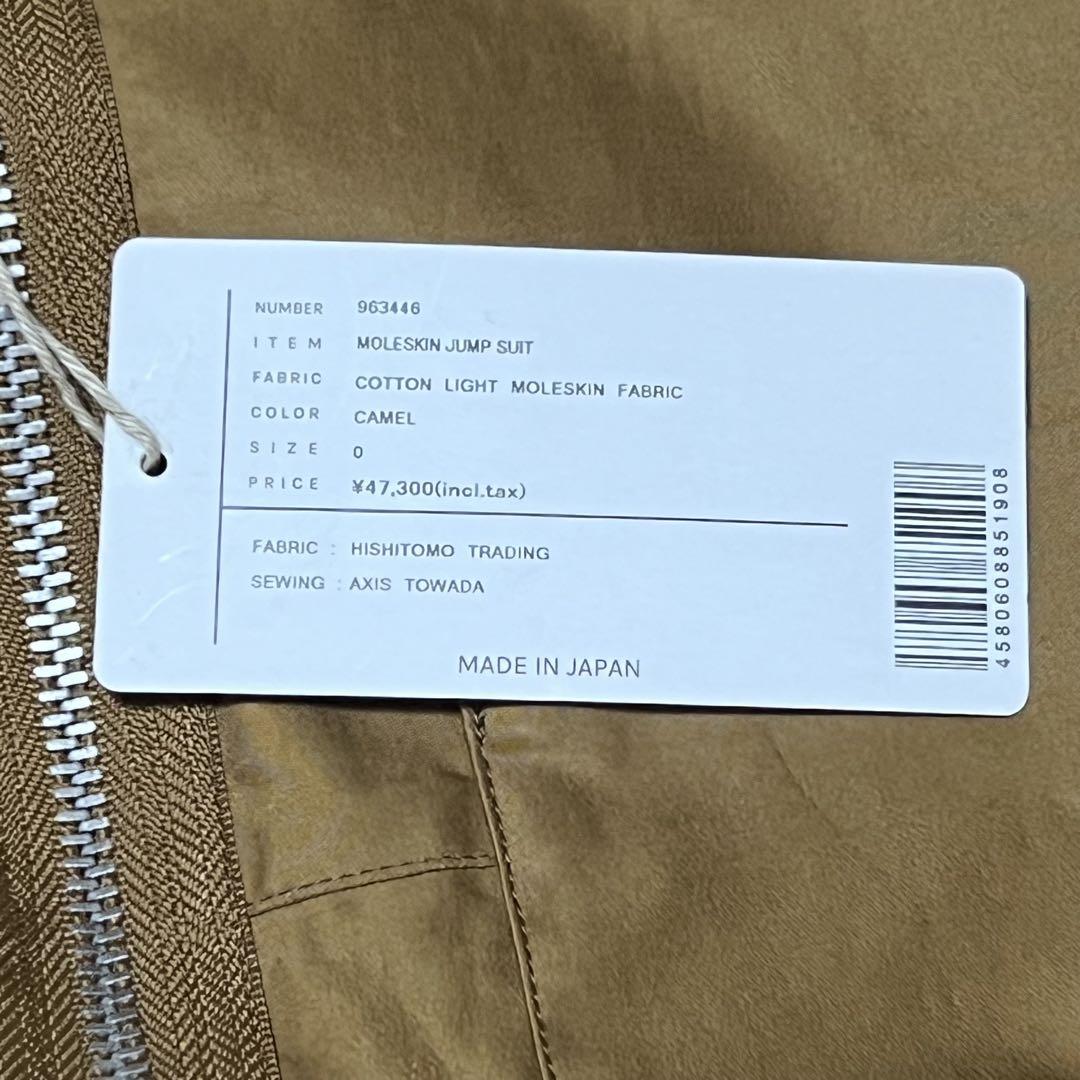 NUMBER 963446
ITEM MOLESKIN JUMP SUIT
FABRIC COTTON LIGHT MOLESKIN FABRIC
COLOR CAMEL
SIZE 0
PRICE ¥47,300(incl.tax)
FABRIC : HISHITOMO TRADING
SEWING : AXIS TOWADA
MADE IN JAPAN
4580608851908